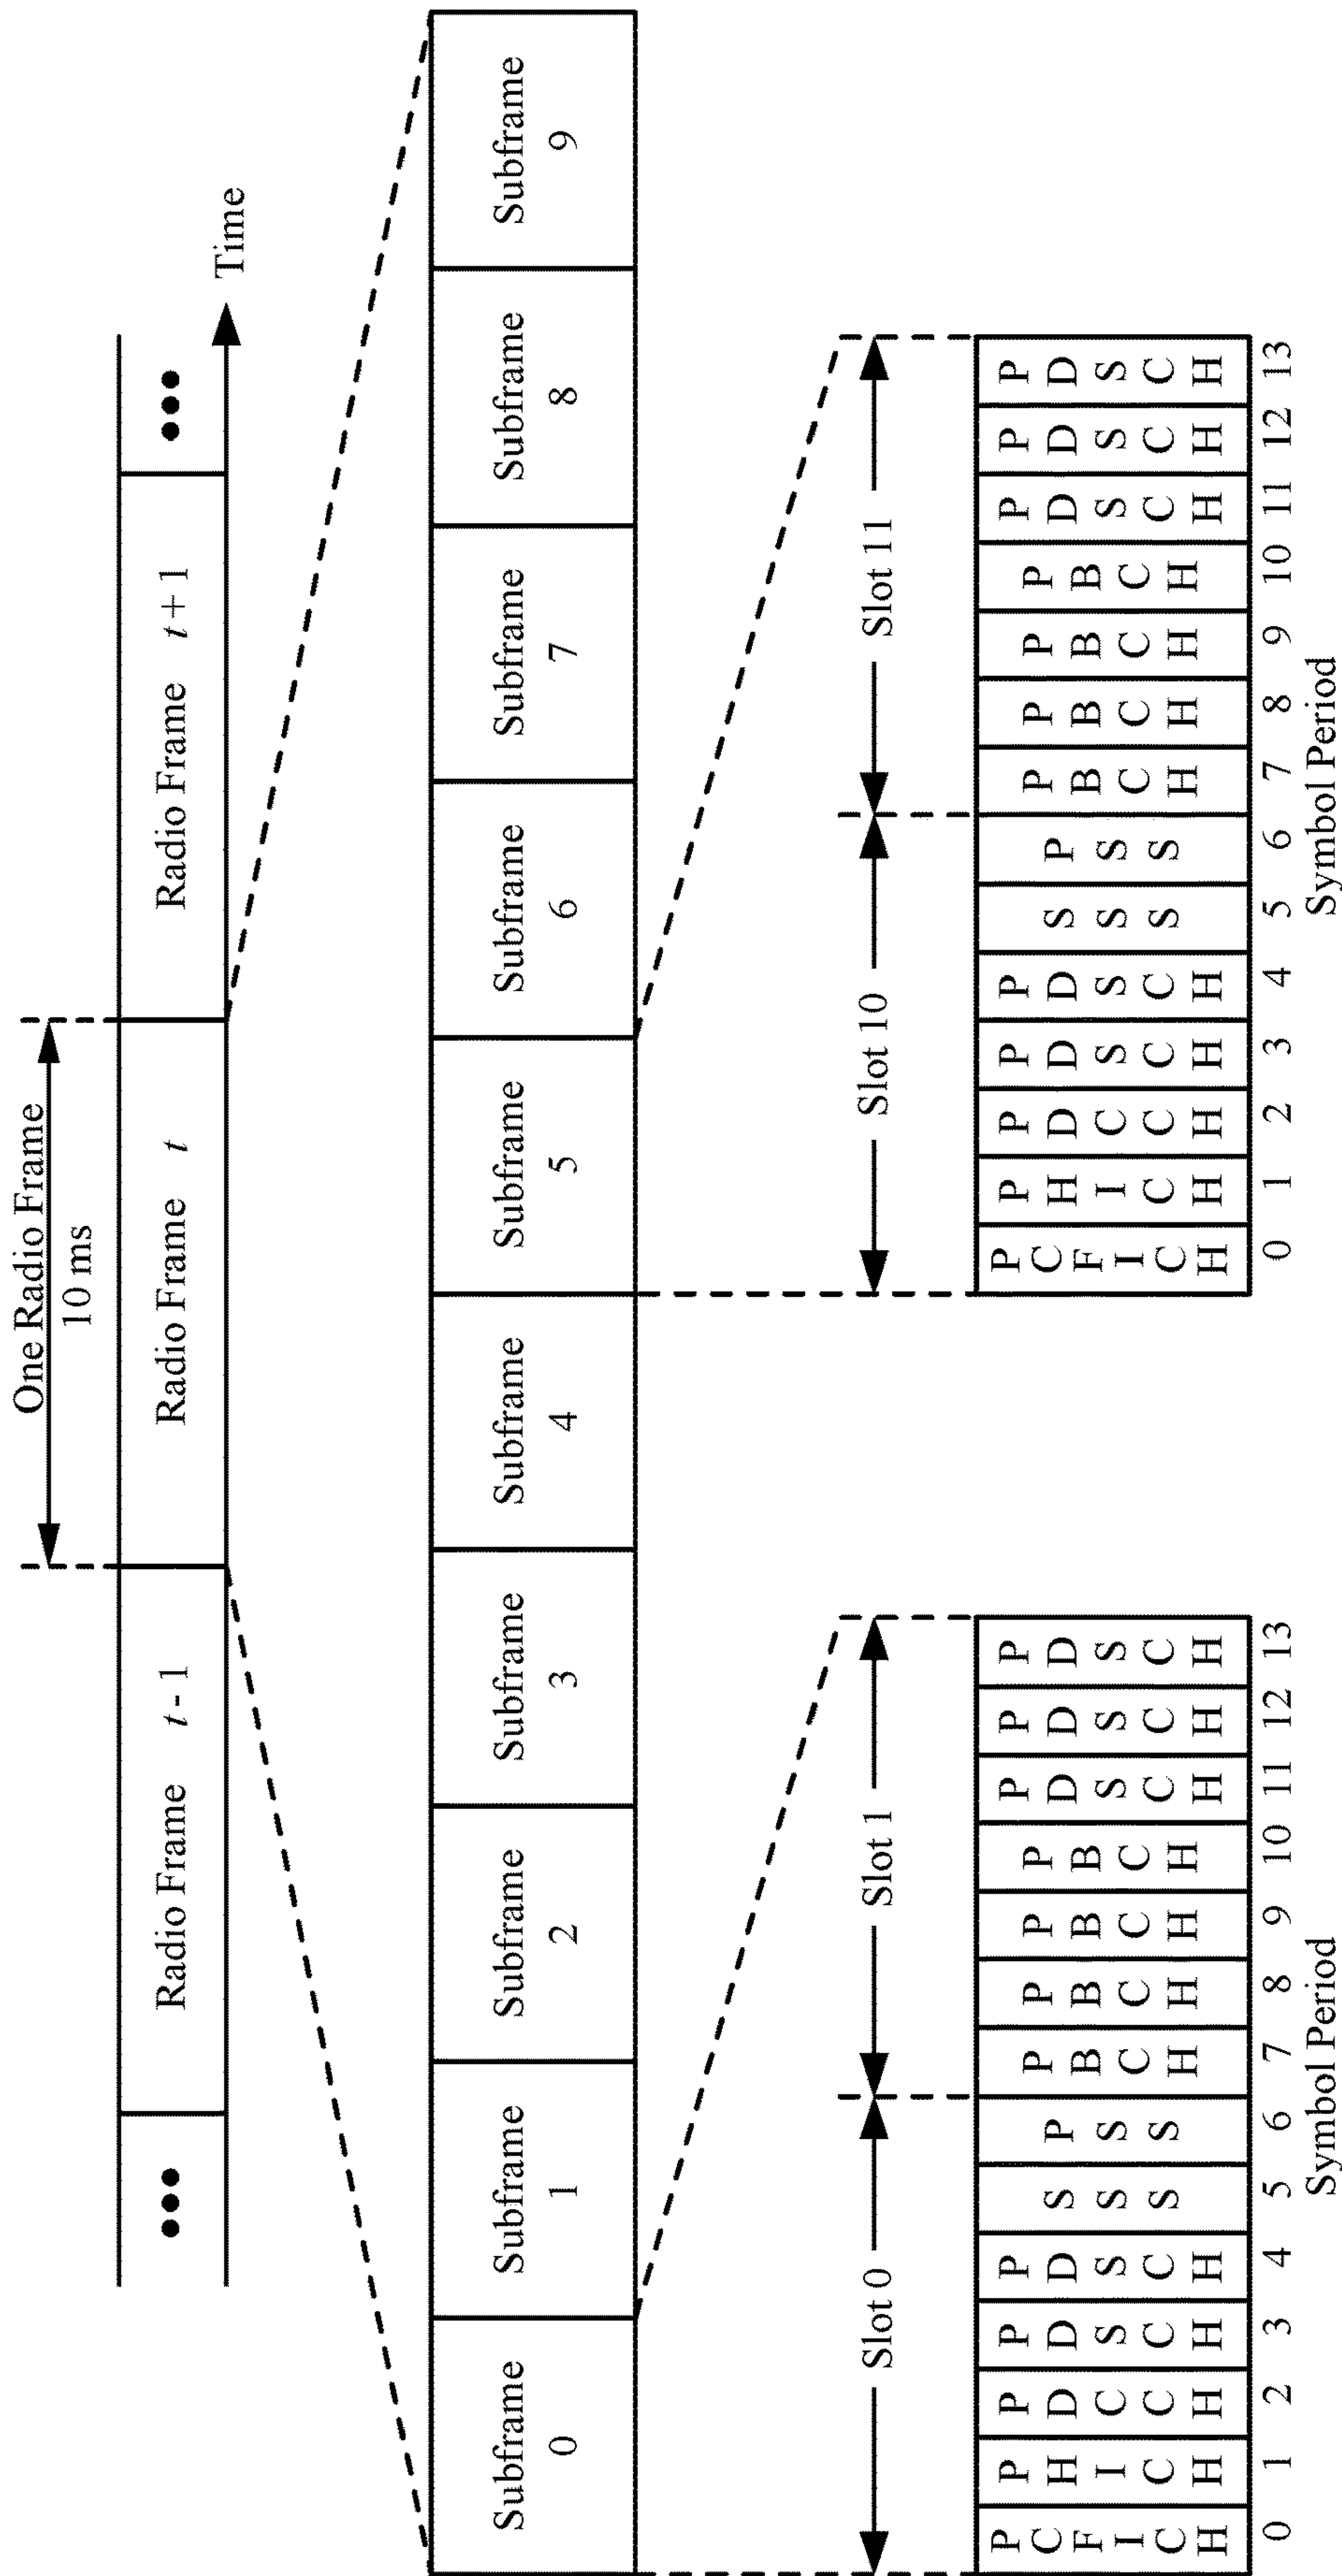 One Radio Frame
10 ms
••• Radio Frame t - 1 Radio Frame t Radio Frame t + 1 •••
Time
Subframe 0 Subframe 1 Subframe 2 Subframe 3 Subframe 4 Subframe 5 Subframe 6 Subframe 7 Subframe 8 Subframe 9
Slot 0 Slot 1
PCFICH PHICH PDCCH PDSCH PDSCH SSS PSS PBCH PBCH PBCH PBCH PDSCH PDSCH PDSCH
0 1 2 3 4 5 6 7 8 9 10 11 12 13
Symbol Period
Slot 10 Slot 11
PCFICH PHICH PDCCH PDSCH PDSCH SSS PSS PBCH PBCH PBCH PBCH PDSCH PDSCH PDSCH
0 1 2 3 4 5 6 7 8 9 10 11 12 13
Symbol Period